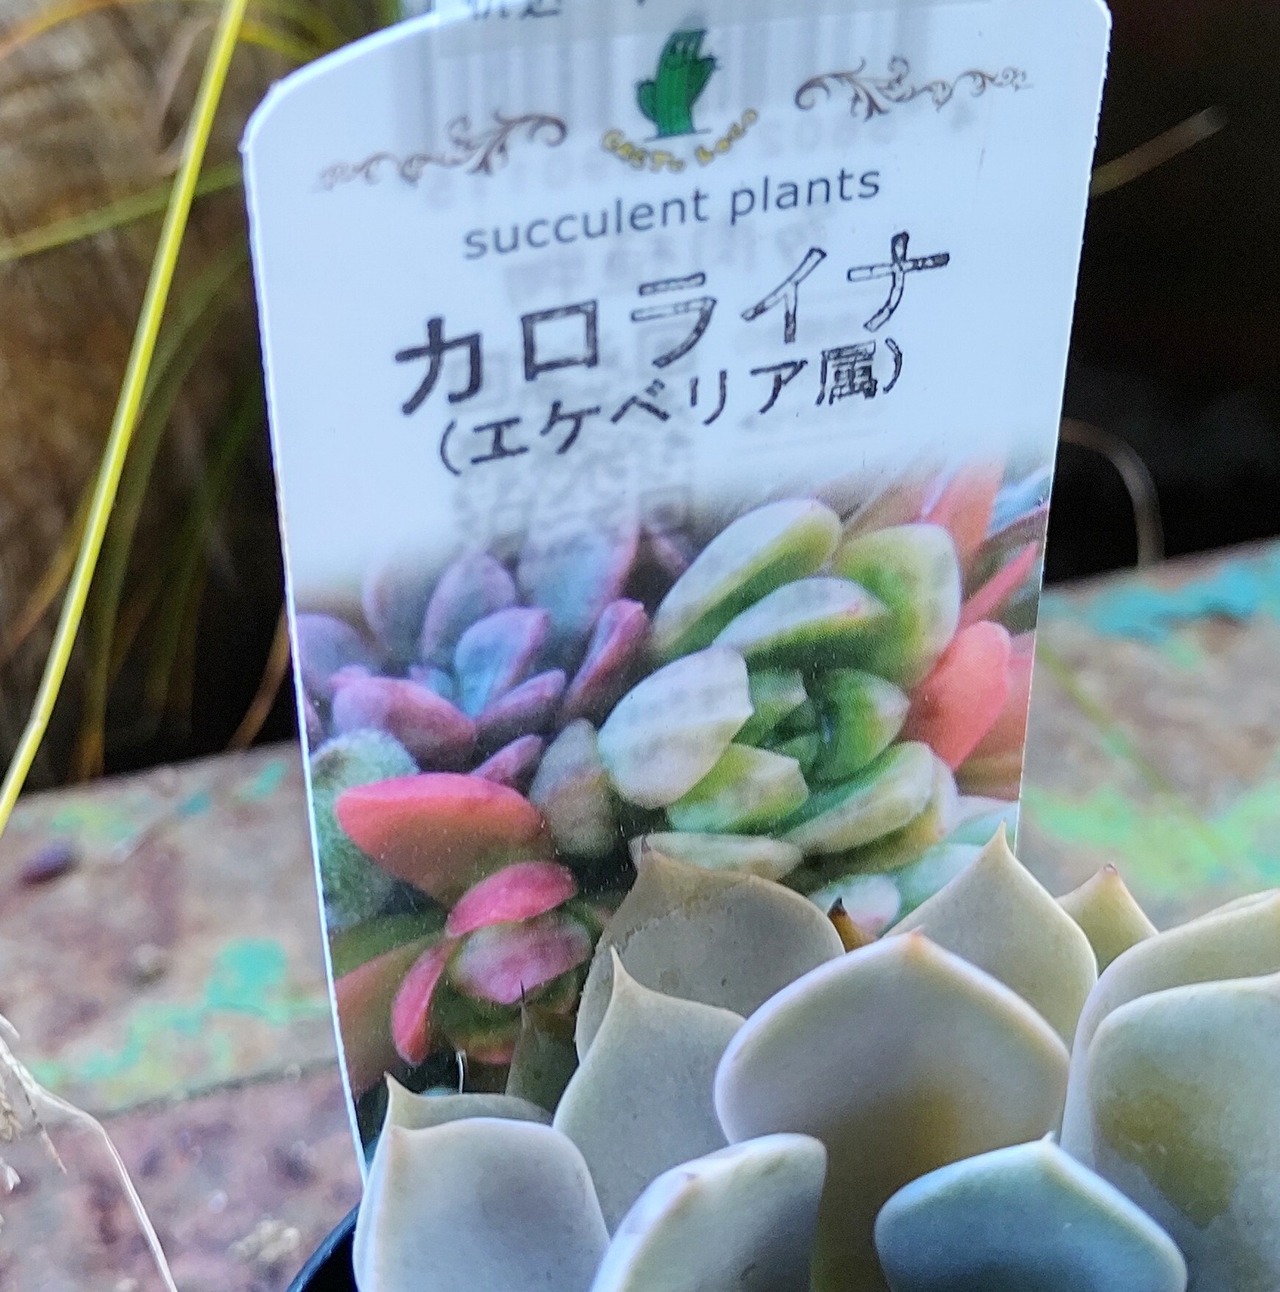 succulent plants
カロライナ
(エケベリア属)